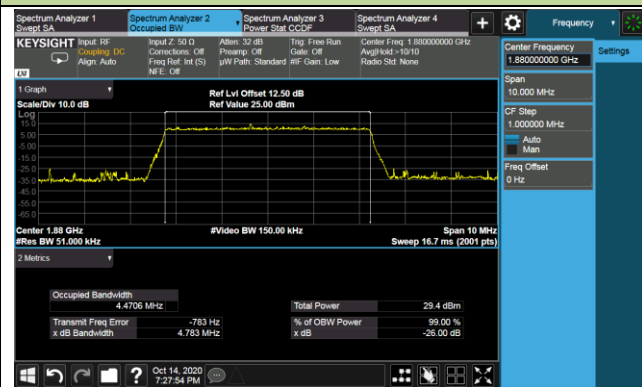 Spectrum Analyzer 1
Swept SA
Spectrum Analyzer 2
Occupied BW
Spectrum Analyzer 3
Power Stat CCDF
Spectrum Analyzer 4
Swept SA
+
Frequency
KEYSIGHT
Input: RF
Coupling: DC
Align: Auto
Input Z: 50 Ω
Corrections: Off
Freq Ref: Int (S)
NFE: Off
Atten: 32 dB
Preamp: Off
µW Path: Standard
Trig: Free Run
Gate: Off
#IF Gain: Low
Center Freq: 1.880000000 GHz
Avg|Hold:>10/10
Radio Std: None
LXI
Center Frequency
1.880000000 GHz
Settings
Span
10.000 MHz
CF Step
1.000000 MHz
Auto
Man
Freq Offset
0 Hz
1 Graph
Scale/Div 10.0 dB
Ref Lvl Offset 12.50 dB
Ref Value 25.00 dBm
Log
15.0
5.00
-5.00
-15.0
-25.0
-35.0
-45.0
-55.0
-65.0
Center 1.88 GHz
#Res BW 51.000 kHz
#Video BW 150.00 kHz
Span 10 MHz
Sweep 16.7 ms (2001 pts)
2 Metrics
Occupied Bandwidth
4.4706 MHz
Total Power 29.4 dBm
Transmit Freq Error -783 Hz
% of OBW Power 99.00 %
x dB Bandwidth 4.783 MHz
x dB -26.00 dB
?
Oct 14, 2020
7:27:54 PM